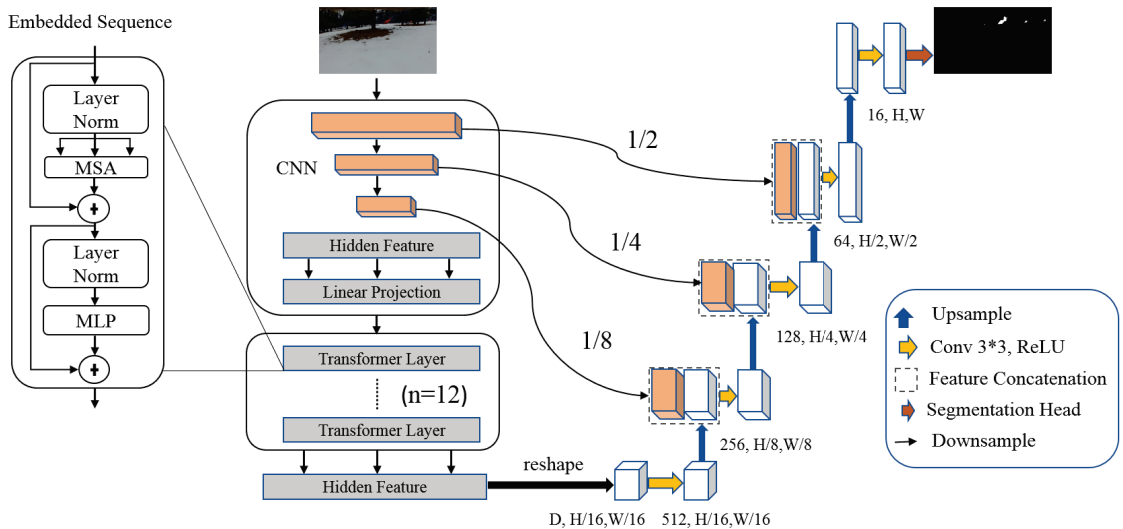 Embedded Sequence
Layer
Norm
MSA
+
Layer
Norm
MLP
+
CNN
Hidden Feature
Linear Projection
Transformer Layer
(n=12)
Transformer Layer
Hidden Feature
reshape
1/2
1/4
1/8
D, H/16,W/16
512, H/16,W/16
256, H/8,W/8
128, H/4,W/4
64, H/2,W/2
16, H,W
Upsample
Conv 3*3, ReLU
Feature Concatenation
Segmentation Head
Downsample